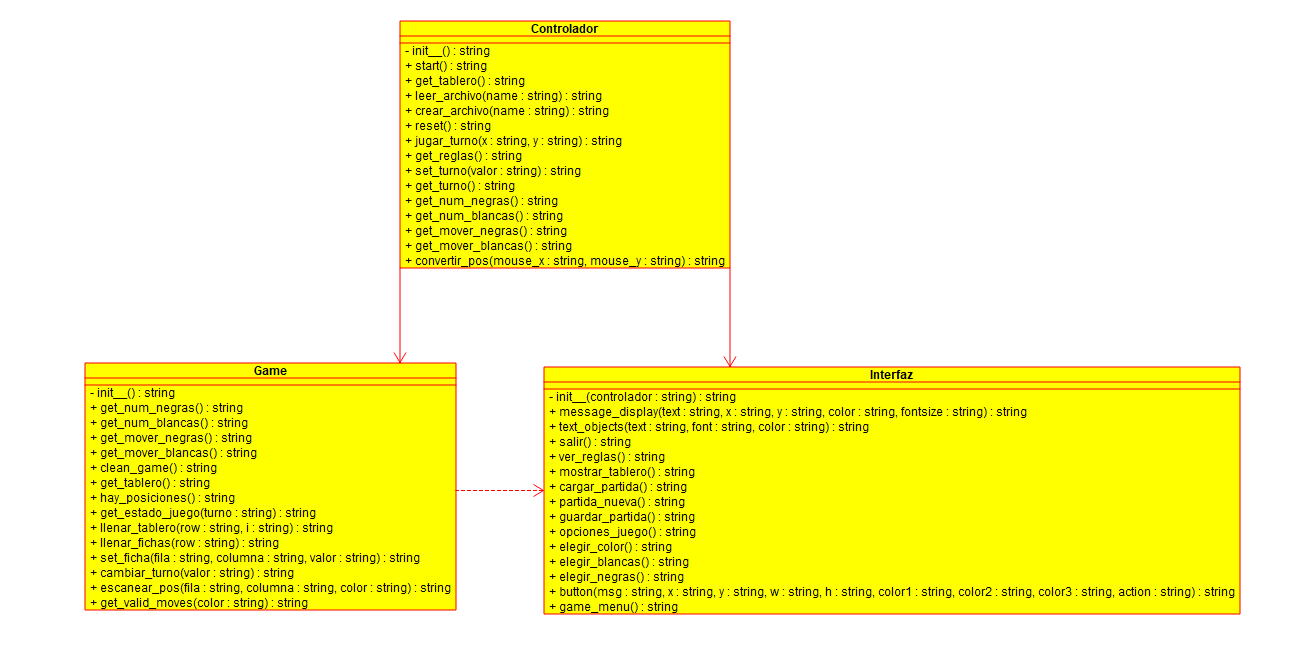 Controlador
- init__() : string
+ start() : string
+ get_tablero() : string
+ leer_archivo(name : string) : string
+ crear_archivo(name : string) : string
+ reset() : string
+ jugar_turno(x : string, y : string) : string
+ get_reglas() : string
+ set_turno(valor : string) : string
+ get_turno() : string
+ get_num_negras() : string
+ get_num_blancas() : string
+ get_mover_negras() : string
+ get_mover_blancas() : string
+ convertir_pos(mouse_x : string, mouse_y : string) : string
Game
- init__() : string
+ get_num_negras() : string
+ get_num_blancas() : string
+ get_mover_negras() : string
+ get_mover_blancas() : string
+ clean_game() : string
+ get_tablero() : string
+ hay_posiciones() : string
+ get_estado_juego(turno : string) : string
+ llenar_tablero(row : string, i : string) : string
+ llenar_fichas(row : string) : string
+ set_ficha(fila : string, columna : string, valor : string) : string
+ cambiar_turno(valor : string) : string
+ escanear_pos(fila : string, columna : string, color : string) : string
+ get_valid_moves(color : string) : string
Interfaz
- init__(controlador : string) : string
+ message_display(text : string, x : string, y : string, color : string, fontsize : string) : string
+ text_objects(text : string, font : string, color : string) : string
+ salir() : string
+ ver_reglas() : string
+ mostrar_tablero() : string
+ cargar_partida() : string
+ partida_nueva() : string
+ guardar_partida() : string
+ opciones_juego() : string
+ elegir_color() : string
+ elegir_blancas() : string
+ elegir_negras() : string
+ button(msg : string, x : string, y : string, w : string, h : string, color1 : string, color2 : string, color3 : string, action : string) : string
+ game_menu() : string